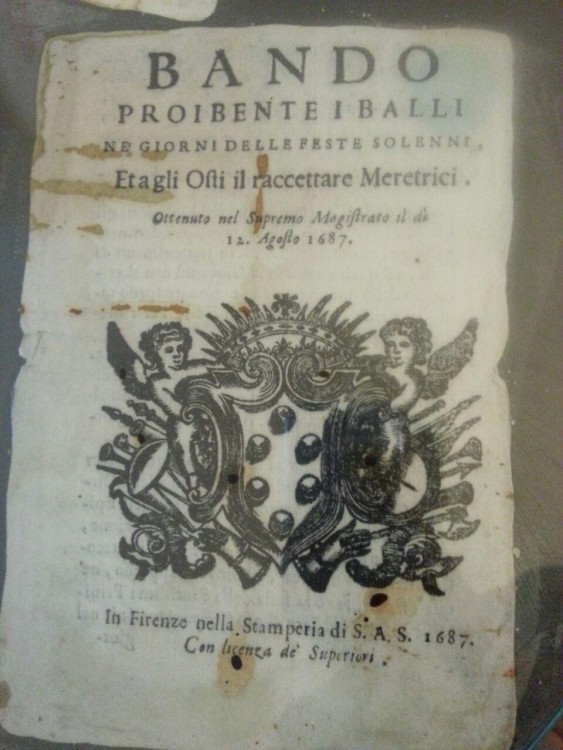 BANDO
PROIBENTE I BALLI
NE' GIORNI DELLE FESTE SOLENNI,
Et agli Osti il raccettare Meretrici.
Ottenuto nel Supremo Magistrato il dì
12. Agosto 1687.
In Firenze nella Stamperia di S. A. S. 1687.
Con licenza de' Superiori.